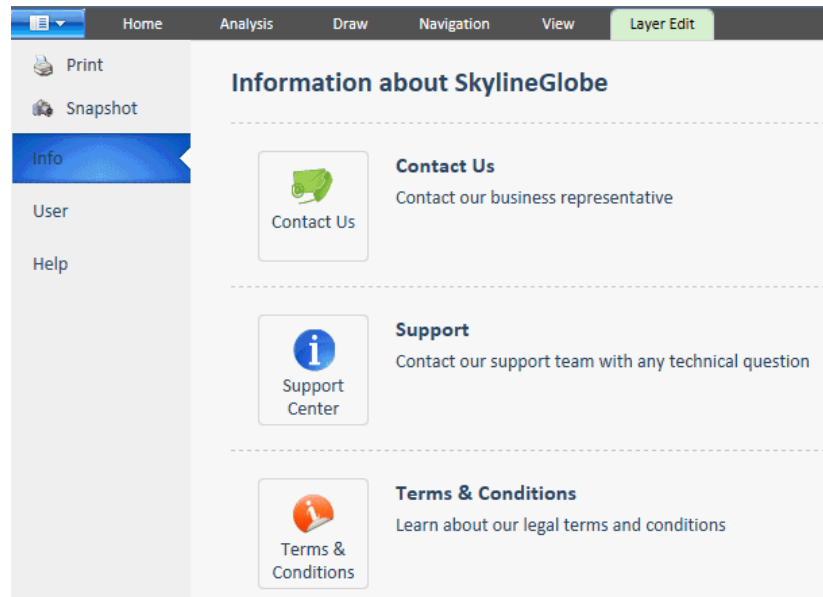 Home Analysis Draw Navigation View Layer Edit
Print
Snapshot
Info
User
Help
Information about SkylineGlobe
Contact Us
Contact Us
Contact our business representative
Support
Center
Support
Contact our support team with any technical question
Terms &
Conditions
Terms & Conditions
Learn about our legal terms and conditions